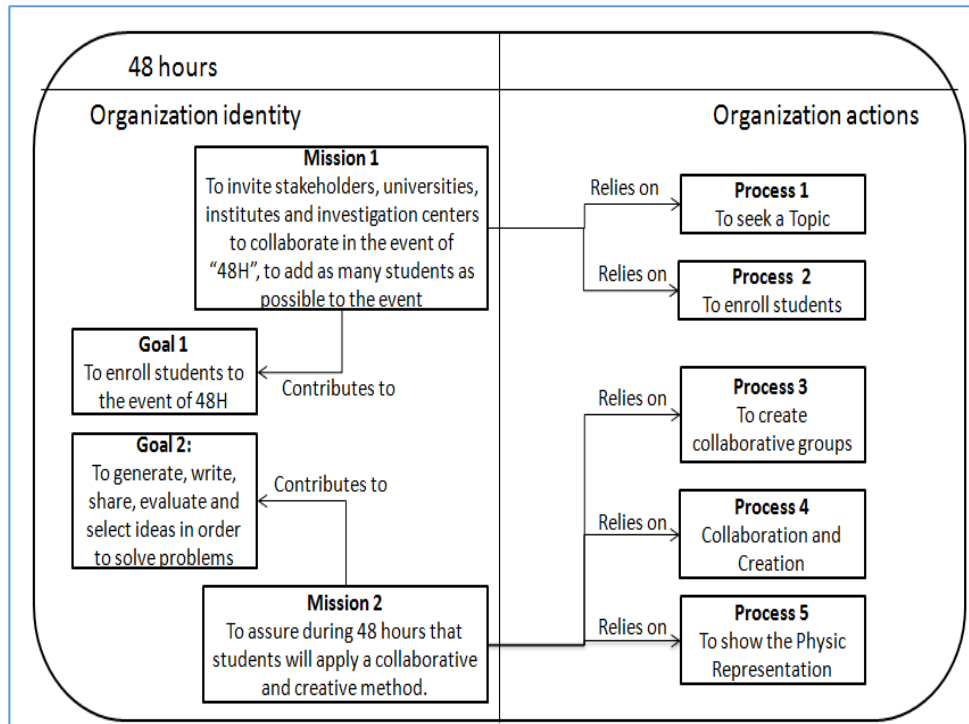 48 hours
Organization identity
Organization actions
Mission 1
To invite stakeholders, universities,
institutes and investigation centers
to collaborate in the event of
“48H”, to add as many students as
possible to the event
Relies on
Process 1
To seek a Topic
Relies on
Process 2
To enroll students
Goal 1
To enroll students to
the event of 48H
Contributes to
Goal 2:
To generate, write,
share, evaluate and
select ideas in order
to solve problems
Contributes to
Mission 2
To assure during 48 hours that
students will apply a collaborative
and creative method.
Relies on
Process 3
To create
collaborative groups
Relies on
Process 4
Collaboration and
Creation
Relies on
Process 5
To show the Physic
Representation